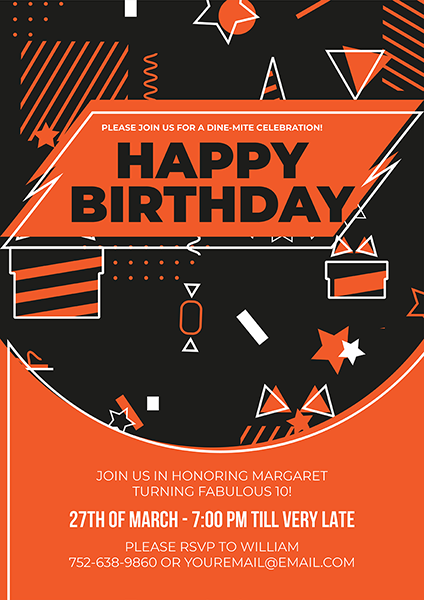 PLEASE JOIN US FOR A DINE-MITE CELEBRATION!
HAPPY
BIRTHDAY
JOIN US IN HONORING MARGARET
TURNING FABULOUS 10!
27TH OF MARCH - 7:00 PM TILL VERY LATE
PLEASE RSVP TO WILLIAM
752-638-9860 OR YOUREMAIL@EMAIL.COM